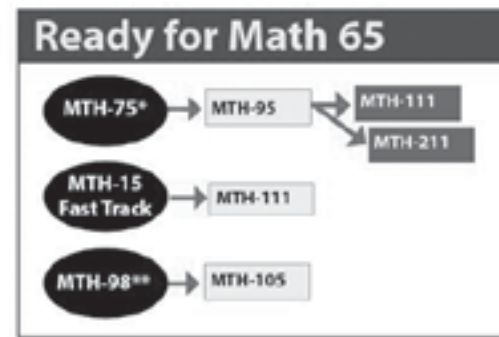 Ready for Math 65
MTH-75*
MTH-95
MTH-111
MTH-211
MTH-15
Fast Track
MTH-111
MTH-98**
MTH-105